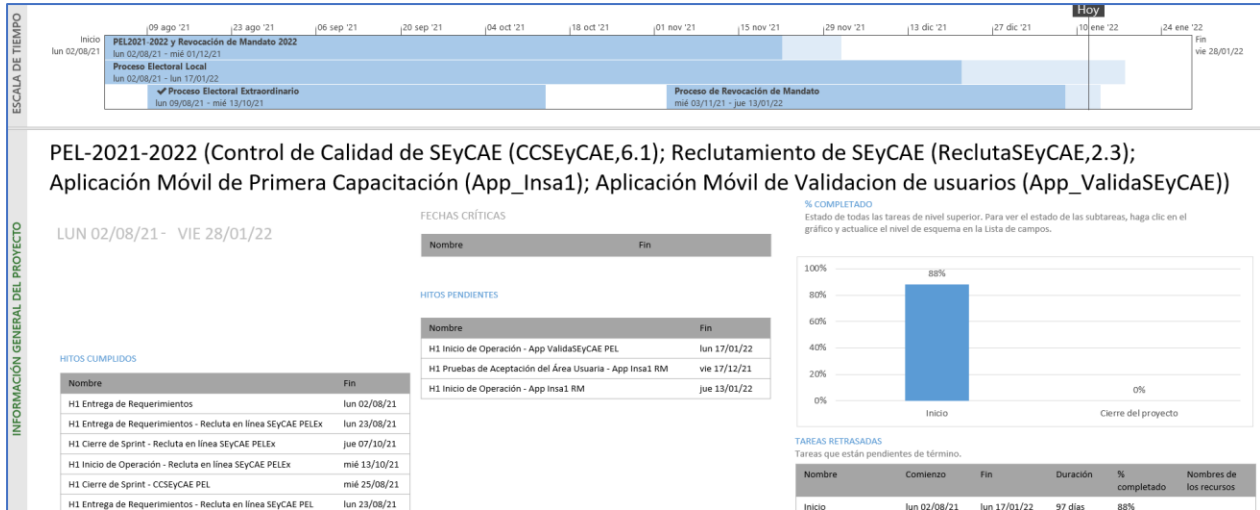 ESCALA DE TIEMPO
Hoy
09 ago '21 23 ago '21 06 sep '21 20 sep '21 04 oct '21 18 oct '21 01 nov '21 15 nov '21 29 nov '21 13 dic '21 27 dic '21 10 ene '22 24 ene '22
Inicio
lun 02/08/21
PEL2021-2022 y Revocación de Mandato 2022
lun 02/08/21 - mié 01/12/21
Proceso Electoral Local
lun 02/08/21 - lun 17/01/22
✔ Proceso Electoral Extraordinario
lun 09/08/21 - mié 13/10/21
Proceso de Revocación de Mandato
mié 03/11/21 - jue 13/01/22
Fin
vie 28/01/22
INFORMACIÓN GENERAL DEL PROYECTO
PEL-2021-2022 (Control de Calidad de SEyCAE (CCSEyCAE,6.1); Reclutamiento de SEyCAE (ReclutaSEyCAE,2.3);
Aplicación Móvil de Primera Capacitación (App_Insa1); Aplicación Móvil de Validacion de usuarios (App_ValidaSEyCAE))
LUN 02/08/21 - VIE 28/01/22
HITOS CUMPLIDOS
Nombre Fin
H1 Entrega de Requerimientos lun 02/08/21
H1 Entrega de Requerimientos - Recluta en línea SEyCAE PELEx lun 23/08/21
H1 Cierre de Sprint - Recluta en línea SEyCAE PELEx jue 07/10/21
H1 Inicio de Operación - Recluta en línea SEyCAE PELEx mié 13/10/21
H1 Cierre de Sprint - CCSEyCAE PEL mié 25/08/21
H1 Entrega de Requerimientos - Recluta en línea SEyCAE PEL lun 23/08/21
FECHAS CRÍTICAS
Nombre Fin
HITOS PENDIENTES
Nombre Fin
H1 Inicio de Operación - App ValidaSEyCAE PEL lun 17/01/22
H1 Pruebas de Aceptación del Área Usuaria - App Insa1 RM vie 17/12/21
H1 Inicio de Operación - App Insa1 RM jue 13/01/22
% COMPLETADO
Estado de todas las tareas de nivel superior. Para ver el estado de las subtareas, haga clic en el
gráfico y actualice el nivel de esquema en la Lista de campos.
100%
80%
60%
40%
20%
0%
88%
0%
Inicio Cierre del proyecto
TAREAS RETRASADAS
Tareas que están pendientes de término.
Nombre Comienzo Fin Duración % completado Nombres de los recursos
Inicio lun 02/08/21 lun 17/01/22 97 días 88%